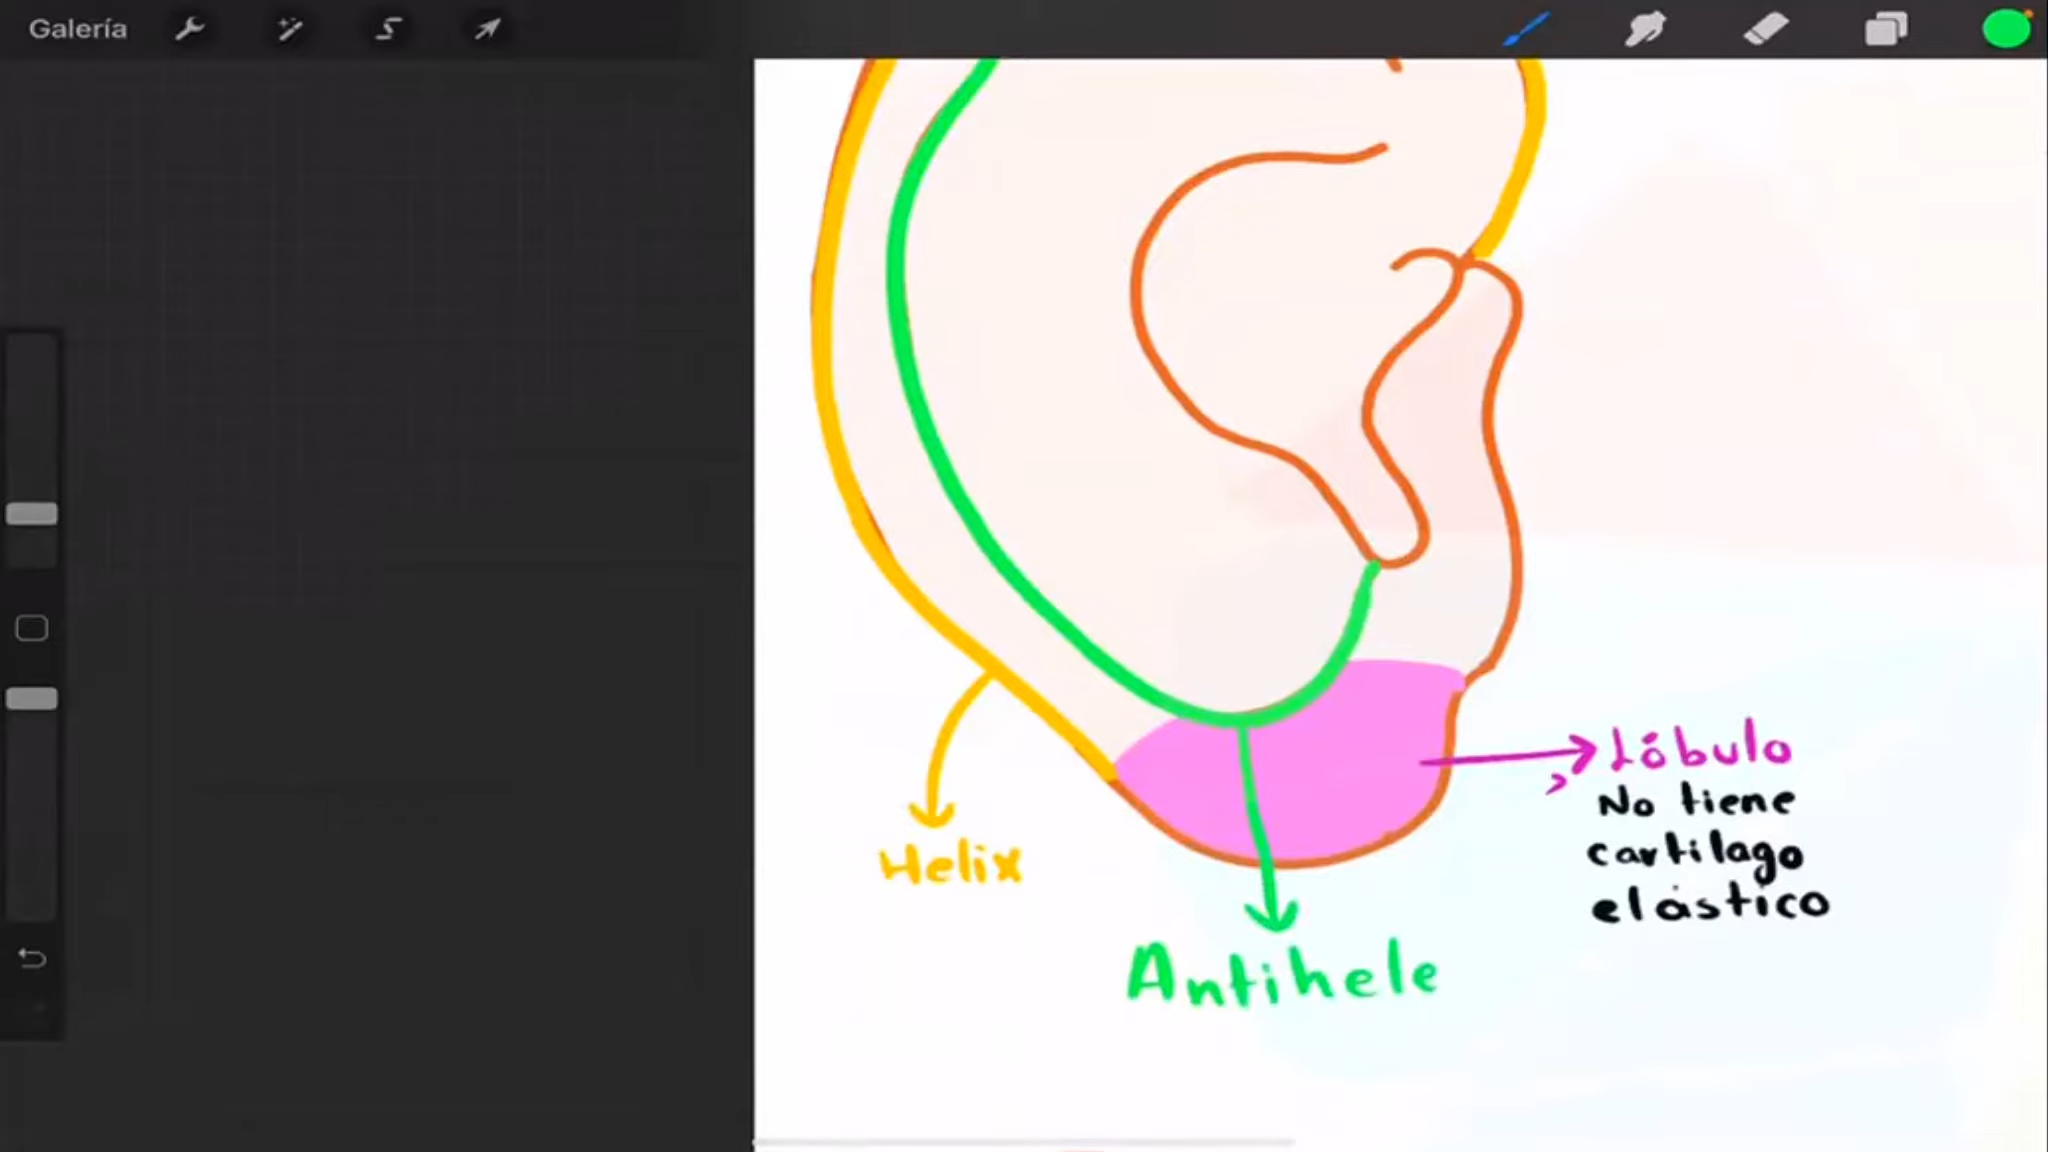 Galería
Helix
Antihele
Lóbulo
No tiene
cartilago
elástico